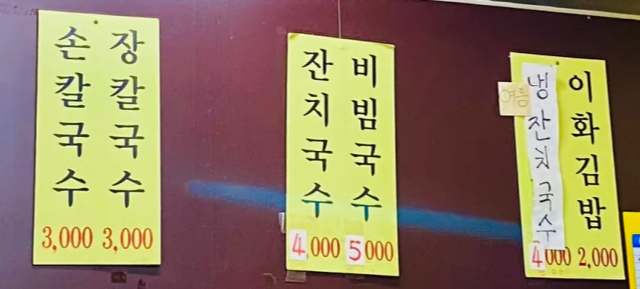 손칼국수
장칼국수
3,000 3,000
잔치국수
비빔국수
4,000 5000
여름
냉잔치국수
이화김밥
4000 2,000